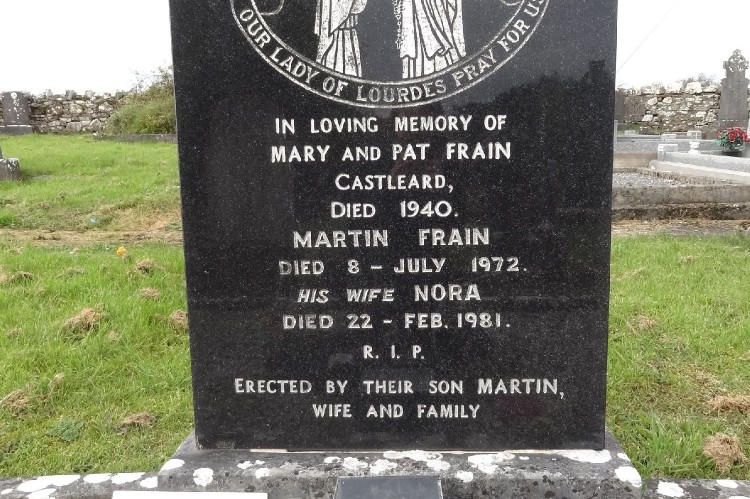 OUR LADY OF LOURDES PRAY FOR US
IN LOVING MEMORY OF
MARY AND PAT FRAIN
CASTLEARD,
DIED 1940.
MARTIN FRAIN
DIED 8 – JULY 1972.
HIS WIFE NORA
DIED 22 – FEB. 1981.
R. I. P.
ERECTED BY THEIR SON MARTIN,
WIFE AND FAMILY